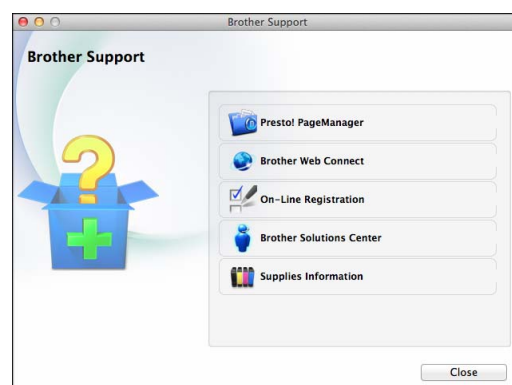 Brother Support
Brother Support
Presto! PageManager
Brother Web Connect
On-Line Registration
Brother Solutions Center
Supplies Information
Close